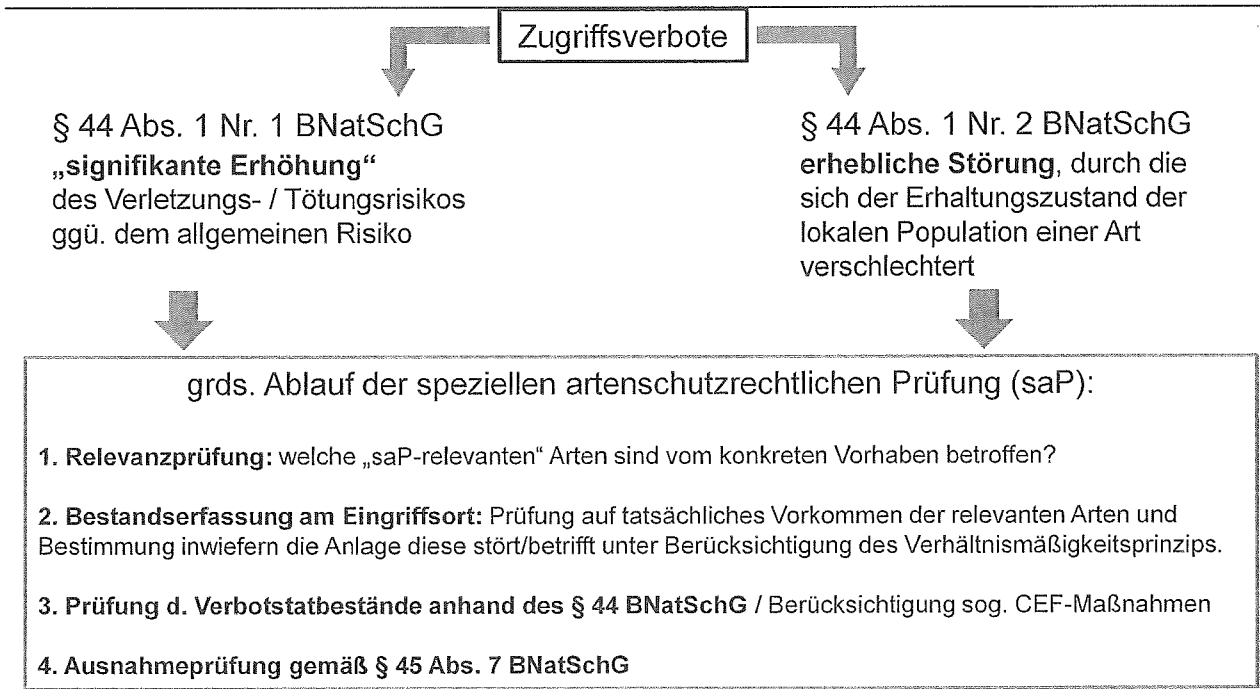 Zugriffsverbote
§ 44 Abs. 1 Nr. 1 BNatSchG
„signifikante Erhöhung“
des Verletzungs- / Tötungsrisikos
ggü. dem allgemeinen Risiko
§ 44 Abs. 1 Nr. 2 BNatSchG
erhebliche Störung, durch die
sich der Erhaltungszustand der
lokalen Population einer Art
verschlechtert
grds. Ablauf der speziellen artenschutzrechtlichen Prüfung (saP):
1. Relevanzprüfung: welche „saP-relevanten“ Arten sind vom konkreten Vorhaben betroffen?
2. Bestandserfassung am Eingriffsort: Prüfung auf tatsächliches Vorkommen der relevanten Arten und
Bestimmung inwiefern die Anlage diese stört/betrifft unter Berücksichtigung des Verhältnismäßigkeitsprinzips.
3. Prüfung d. Verbotstatbestände anhand des § 44 BNatSchG / Berücksichtigung sog. CEF-Maßnahmen
4. Ausnahmeprüfung gemäß § 45 Abs. 7 BNatSchG